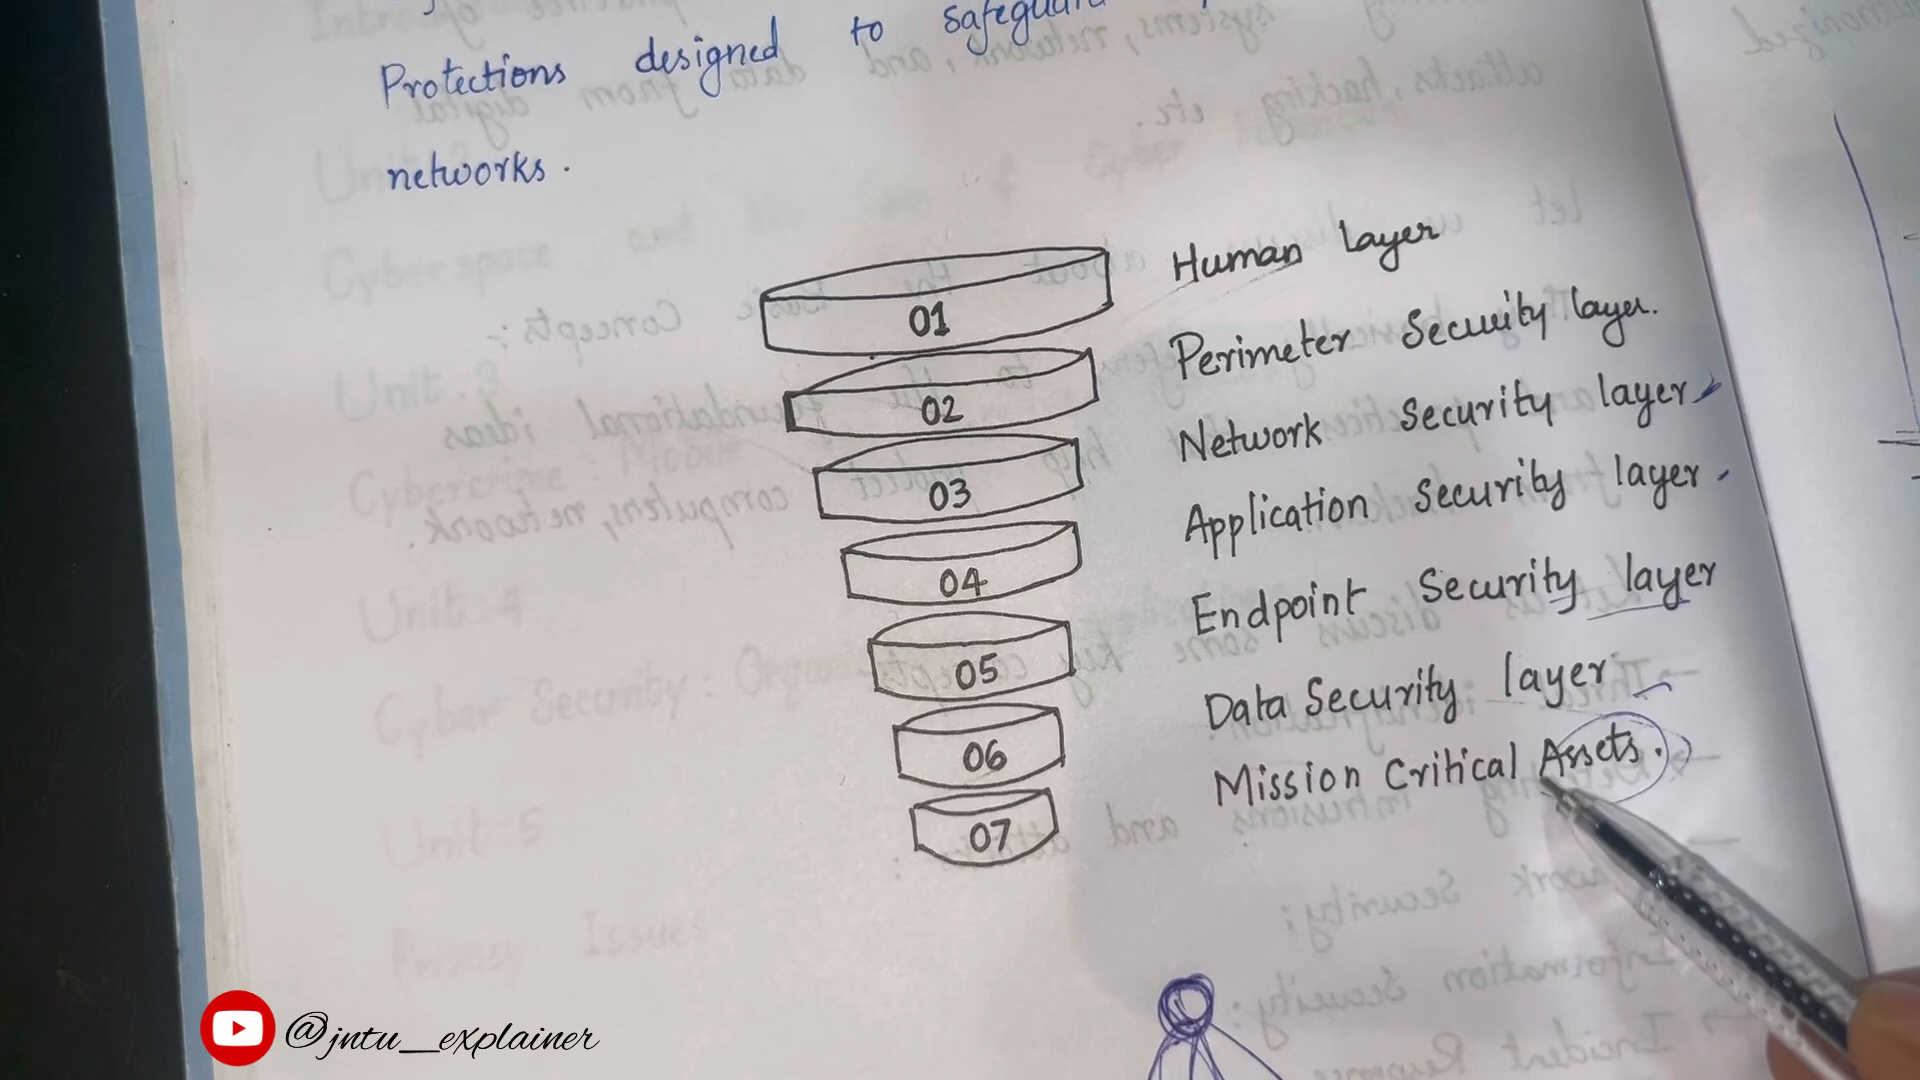 Protections designed to safeguard
networks.
01 Human layer
02 Perimeter Security layer.
03 Network Security layer
04 Application Security layer
05 Endpoint Security layer
06 Data Security layer
07 Mission Critical Assets.
@jntu_explainer